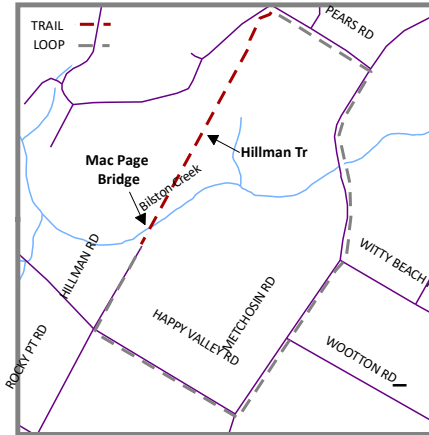 TRAIL
LOOP
PEARS RD
Mac Page
Bridge
Hillman Tr
Bilston Creek
HILLMAN RD
WITTY BEACH
METCHOSIN RD
HAPPY VALLEY RD
ROCKY PT RD
WOOTTON RD